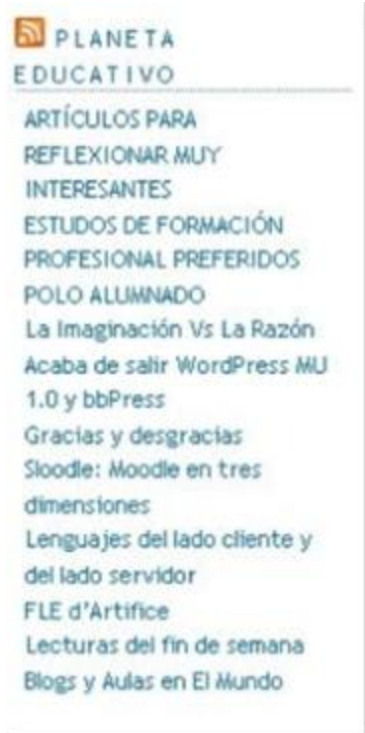 PLANETA
EDUCATIVO
ARTÍCULOS PARA
REFLEXIONAR MUY
INTERESANTES
ESTUDOS DE FORMACIÓN
PROFESIONAL PREFERIDOS
POLO ALUMNADO
La Imaginación Vs La Razón
Acaba de salir WordPress MU
1.0 y bbPress
Gracias y desgracias
Sloodle: Moodle en tres
dimensiones
Lenguajes del lado cliente y
del lado servidor
FLE d'Artifice
Lecturas del fin de semana
Blogs y Aulas en El Mundo